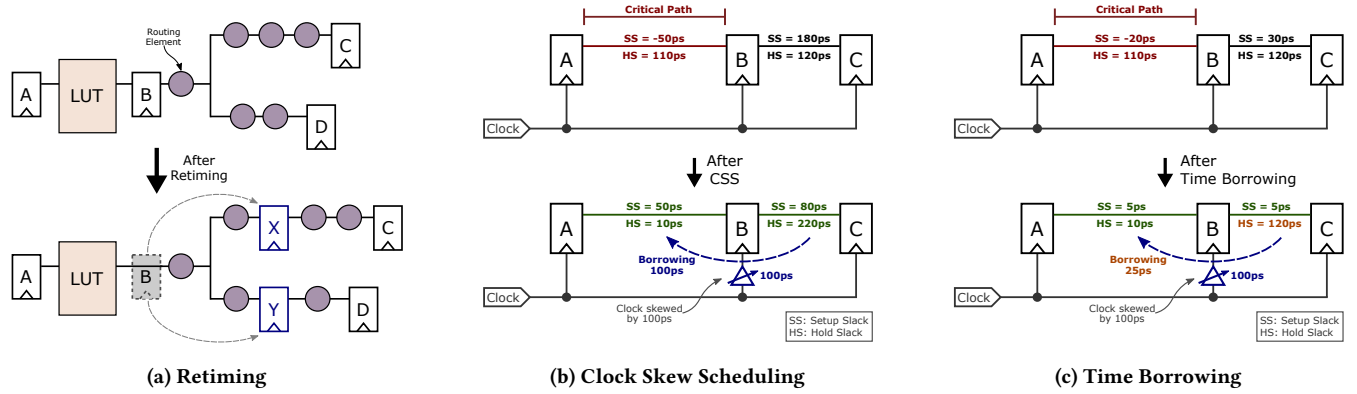 Routing
Element
A
LUT
B
C
D
After
Retiming
A
LUT
B
X
C
Y
D
(a) Retiming
Critical Path
A
SS = -50ps
HS = 110ps
B
SS = 180ps
HS = 120ps
C
Clock
After
CSS
A
SS = 50ps
HS = 10ps
B
SS = 80ps
HS = 220ps
C
Borrowing
100ps
100ps
Clock
Clock skewed
by 100ps
SS: Setup Slack
HS: Hold Slack
(b) Clock Skew Scheduling
Critical Path
A
SS = -20ps
HS = 110ps
B
SS = 30ps
HS = 120ps
C
Clock
After
Time Borrowing
A
SS = 5ps
HS = 10ps
B
SS = 5ps
HS = 120ps
C
Borrowing
25ps
100ps
Clock
Clock skewed
by 100ps
SS: Setup Slack
HS: Hold Slack
(c) Time Borrowing